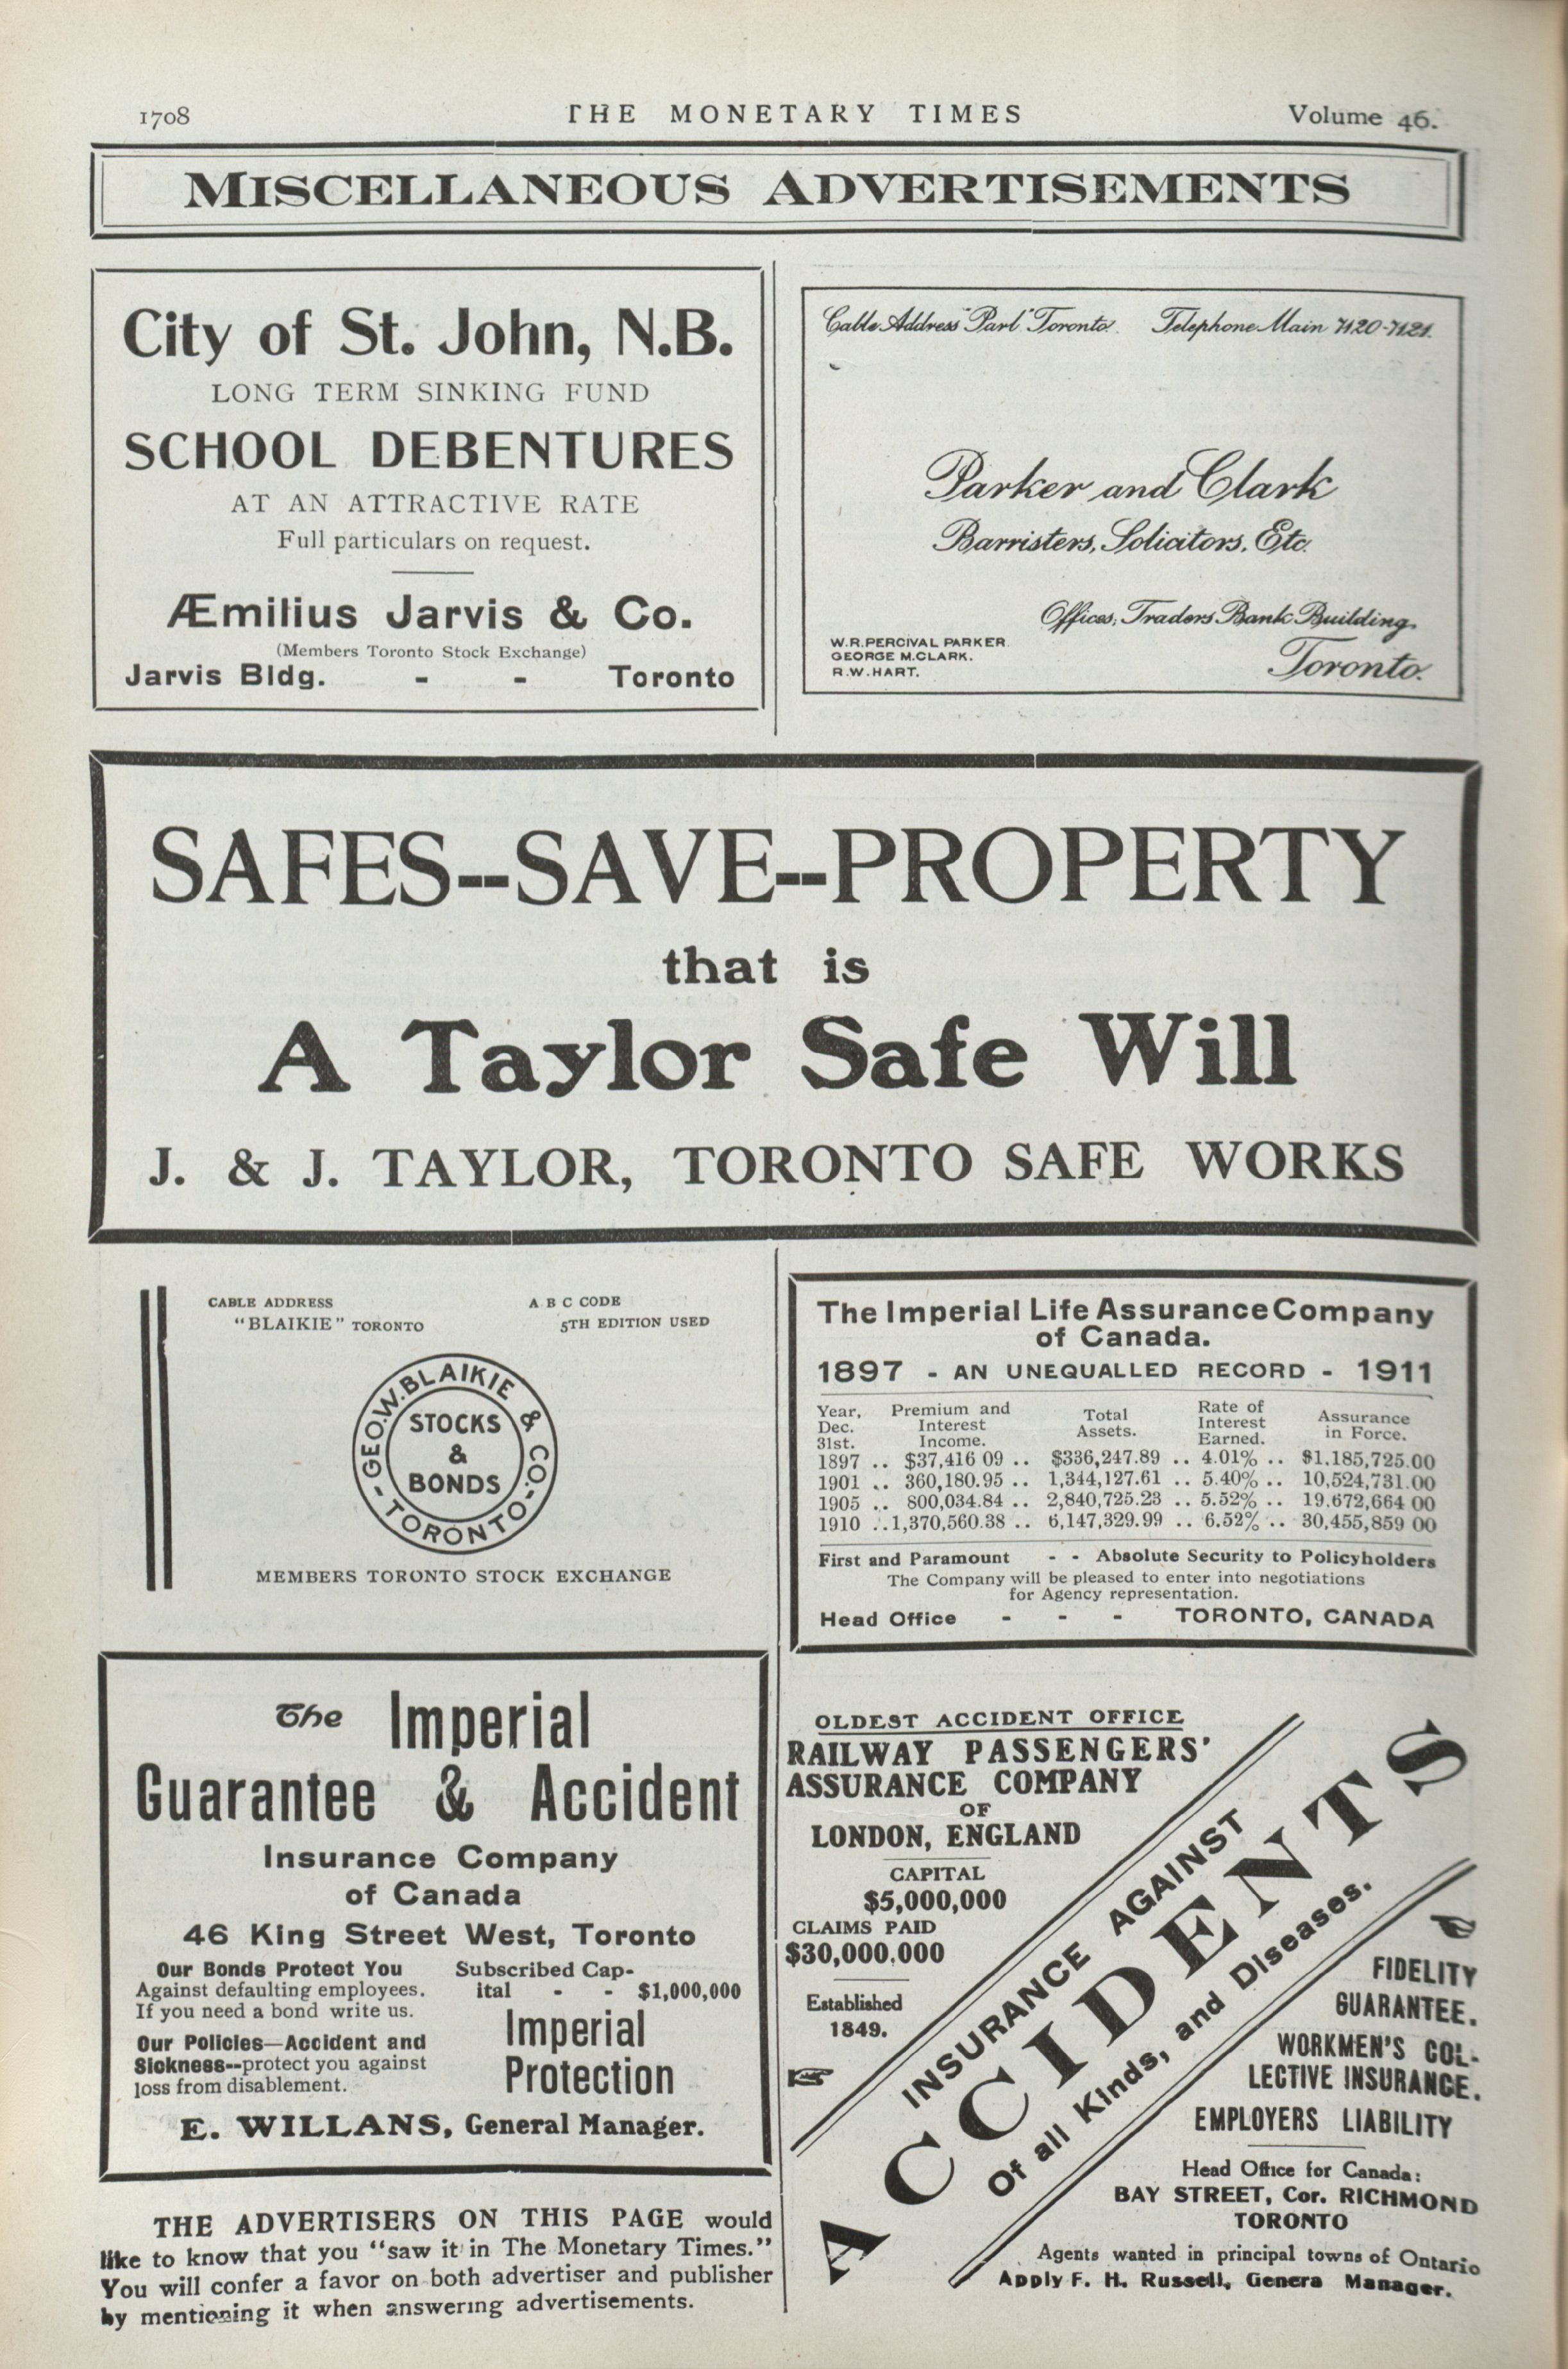 1708
THE MONETARY TIMES
Volume 46.
MISCELLANEOUS ADVERTISEMENTS
City of St. John, N.B.
LONG TERM SINKING FUND
SCHOOL DEBENTURES
AT AN ATTRACTIVE RATE
Full particulars on request.
Æmilius Jarvis & Co.
(Members Toronto Stock Exchange)
Jarvis Bldg. - - Toronto
Cable Address "Parl" Toronto. Telephone Main 7120-7121.
Parker and Clark
Barristers, Solicitors, Etc.
Offices, Traders Bank Building,
Toronto.
W.R.PERCIVAL PARKER.
GEORGE M.CLARK.
R.W.HART.
SAFES--SAVE--PROPERTY
that is
A Taylor Safe Will
J. & J. TAYLOR, TORONTO SAFE WORKS
CABLE ADDRESS
"BLAIKIE" TORONTO
A B C CODE
5TH EDITION USED
GEO.W.BLAIKIE & CO.
-TORONTO-
STOCKS
&
BONDS
MEMBERS TORONTO STOCK EXCHANGE
The Imperial Life Assurance Company
of Canada.
1897 - AN UNEQUALLED RECORD - 1911
Year, Dec. 31st. Premium and Interest Income. Total Assets. Rate of Interest Earned. Assurance in Force.
1897 .. $37,416 09 .. $336,247.89 .. 4.01% .. $1,185,725.00
1901 .. 360,180.95 .. 1,344,127.61 .. 5.40% .. 10,524,731.00
1905 .. 800,034.84 .. 2,840,725.23 .. 5.52% .. 19.672,664 00
1910 ..1,370,560.38 .. 6,147,329.99 .. 6.52% .. 30,455,859 00
First and Paramount - - Absolute Security to Policyholders
The Company will be pleased to enter into negotiations
for Agency representation.
Head Office - - - TORONTO, CANADA
The Imperial
Guarantee & Accident
Insurance Company
of Canada
46 King Street West, Toronto
Our Bonds Protect You
Against defaulting employees.
If you need a bond write us.
Our Policies—Accident and
Sickness--protect you against
loss from disablement.
Subscribed Cap-
ital - - $1,000,000
Imperial
Protection
E. WILLANS, General Manager.
THE ADVERTISERS ON THIS PAGE would
like to know that you "saw it in The Monetary Times."
You will confer a favor on both advertiser and publisher
by mentioning it when answering advertisements.
OLDEST ACCIDENT OFFICE
RAILWAY PASSENGERS'
ASSURANCE COMPANY
OF
LONDON, ENGLAND
CAPITAL
$5,000,000
CLAIMS PAID
$30,000,000
Established
1849.
INSURANCE AGAINST
ACCIDENTS
Of all Kinds, and Diseases.
FIDELITY
GUARANTEE.
WORKMEN'S COL-
LECTIVE INSURANCE.
EMPLOYERS LIABILITY
Head Office for Canada:
BAY STREET, Cor. RICHMOND
TORONTO
Agents wanted in principal towns of Ontario
Apply F. H. Russell, Genera Manager.